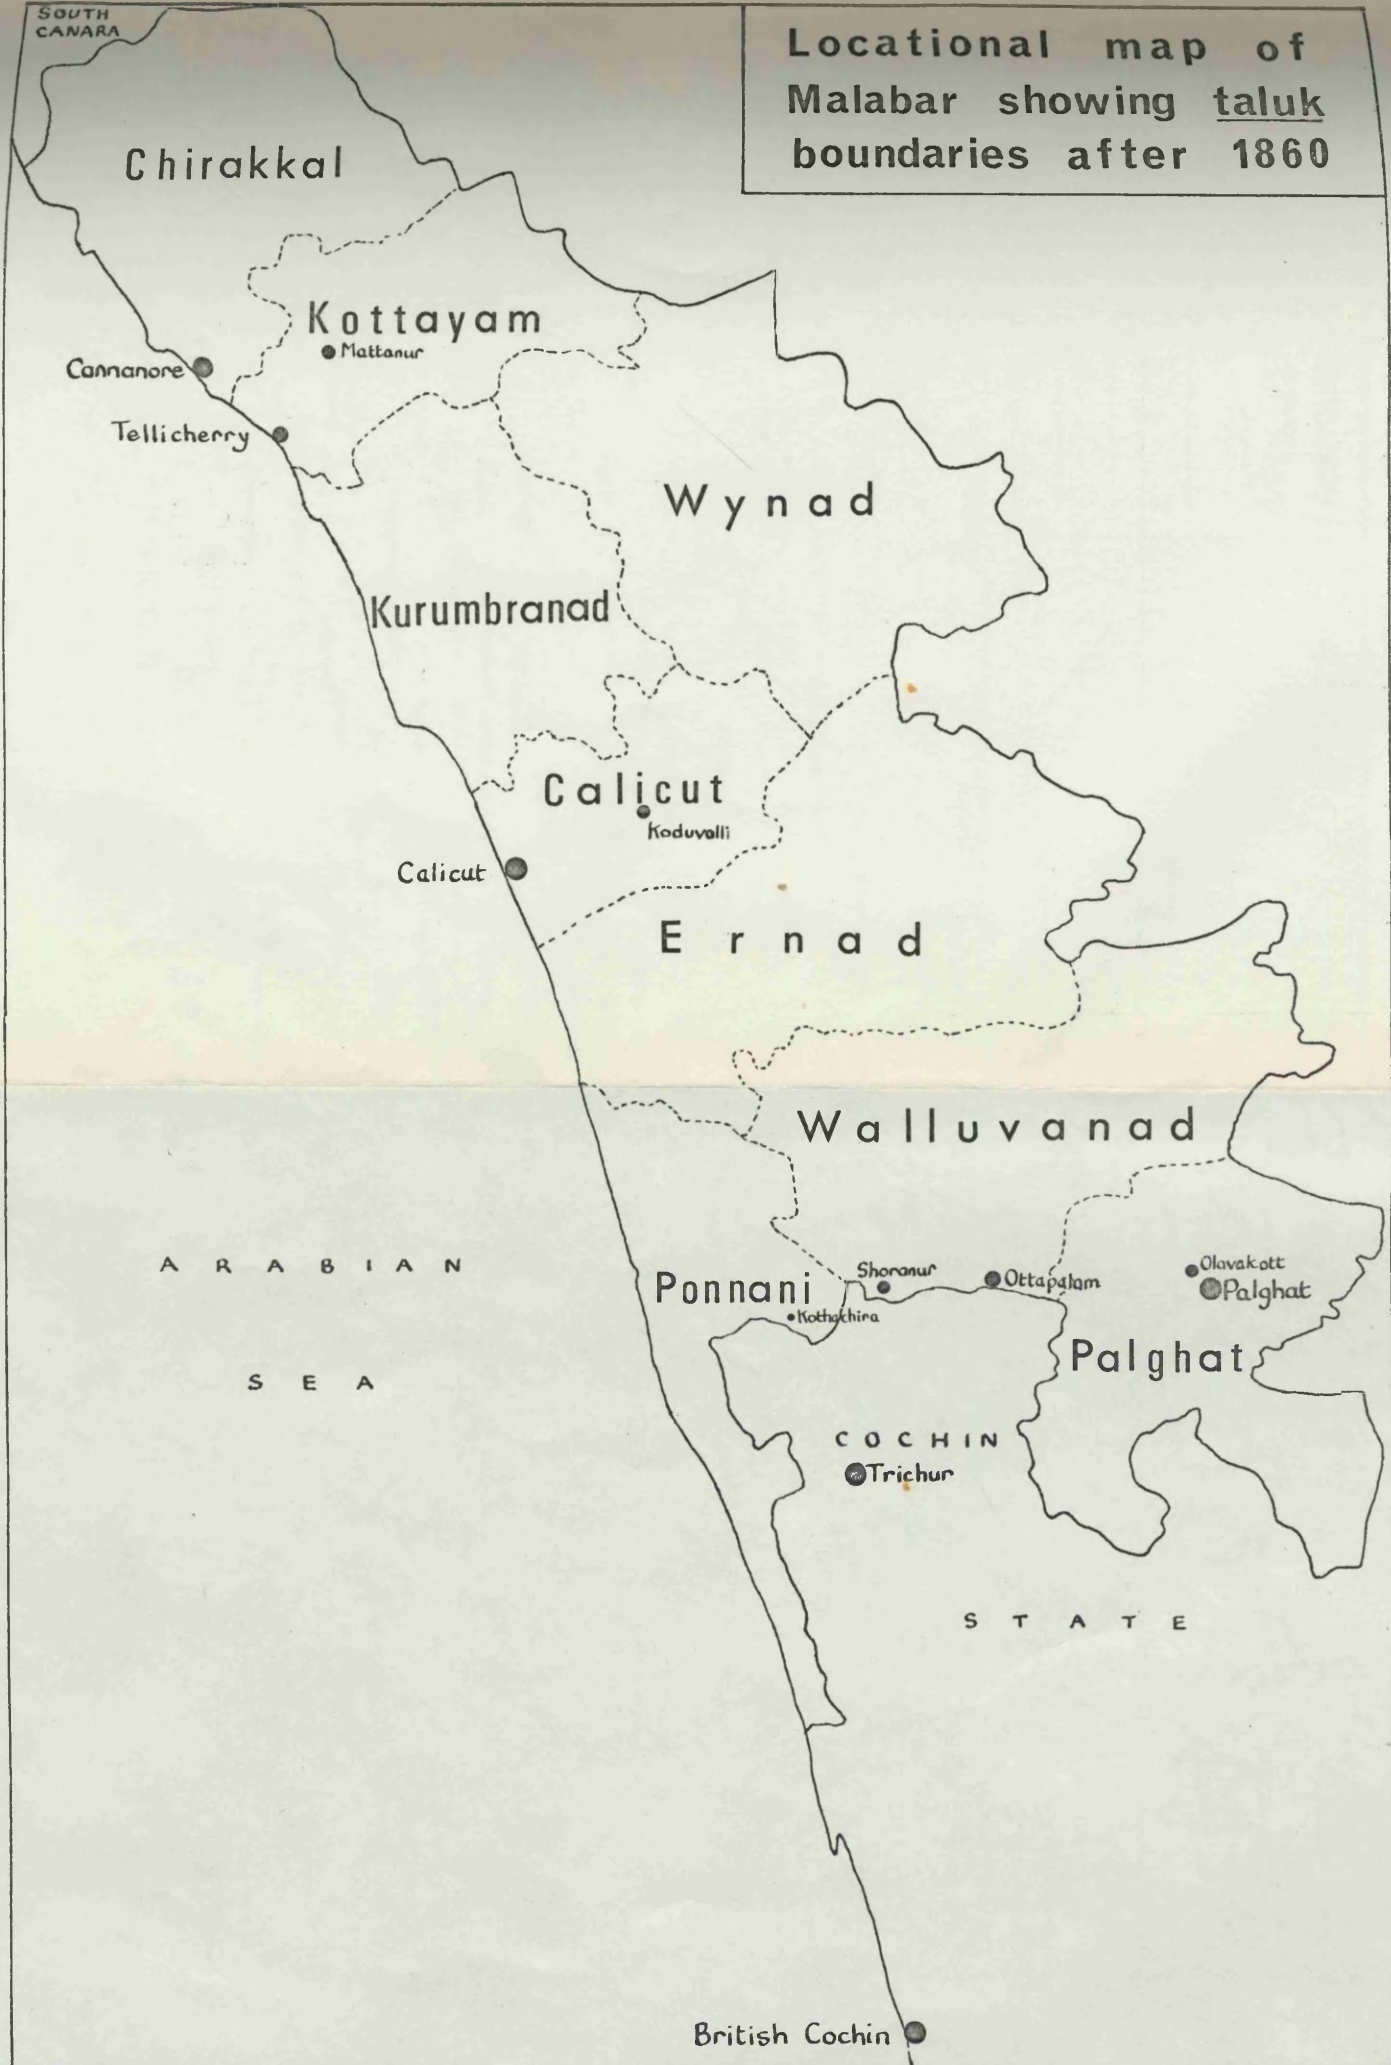 SOUTH
CANARA
Locational map of
Malabar showing taluk
boundaries after 1860
Chirakkal
Kottayam
Mattanur
Cannanore
Tellicherry
Wynad
Kurumbranad
Calicut
Koduvalli
Calicut
Ernad
Walluvanad
ARABIAN
SEA
Ponnani
Kothachira
Shoranur
Ottapalam
Olavakott
Palghat
Palghat
COCHIN
Trichur
STATE
British Cochin